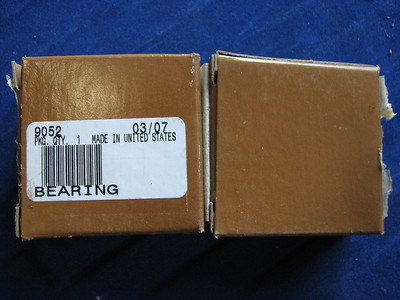 9052 03/07
PKG. QTY. 1 MADE IN UNITED STATES
BEARING